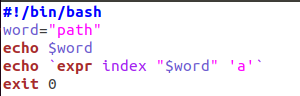 #!/bin/bash
word="path"
echo $word
echo `expr index "$word" 'a'`
exit 0